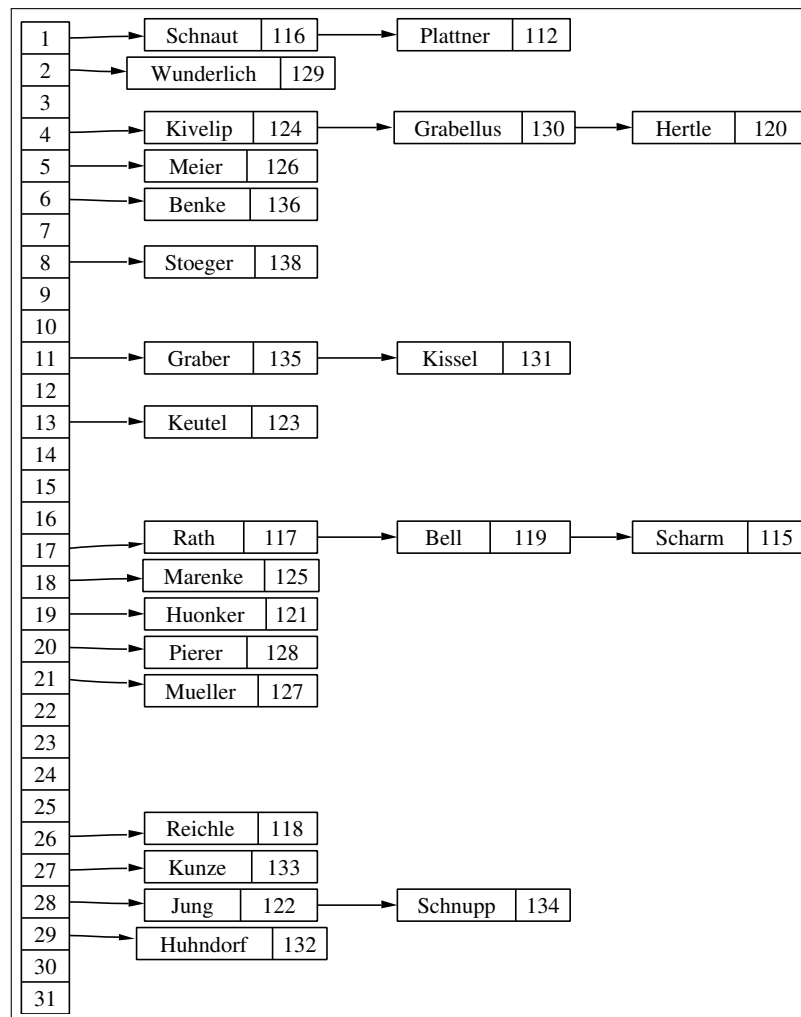 1 Schnaut 116 Plattner 112
2 Wunderlich 129
3
4 Kivelip 124 Grabellus 130 Hertle 120
5 Meier 126
6 Benke 136
7
8 Stoeger 138
9
10
11 Graber 135 Kissel 131
12
13 Keutel 123
14
15
16
17 Rath 117 Bell 119 Scharm 115
18 Marenke 125
19 Huonker 121
20 Pierer 128
21 Mueller 127
22
23
24
25
26 Reichle 118
27 Kunze 133
28 Jung 122 Schnupp 134
29 Huhndorf 132
30
31